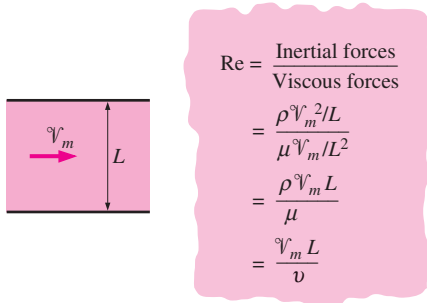 𝒱ₘ
L
Re = Inertial forces / Viscous forces
= ρ𝒱ₘ²/L / μ𝒱ₘ/L²
= ρ𝒱ₘL / μ
= 𝒱ₘL / υ